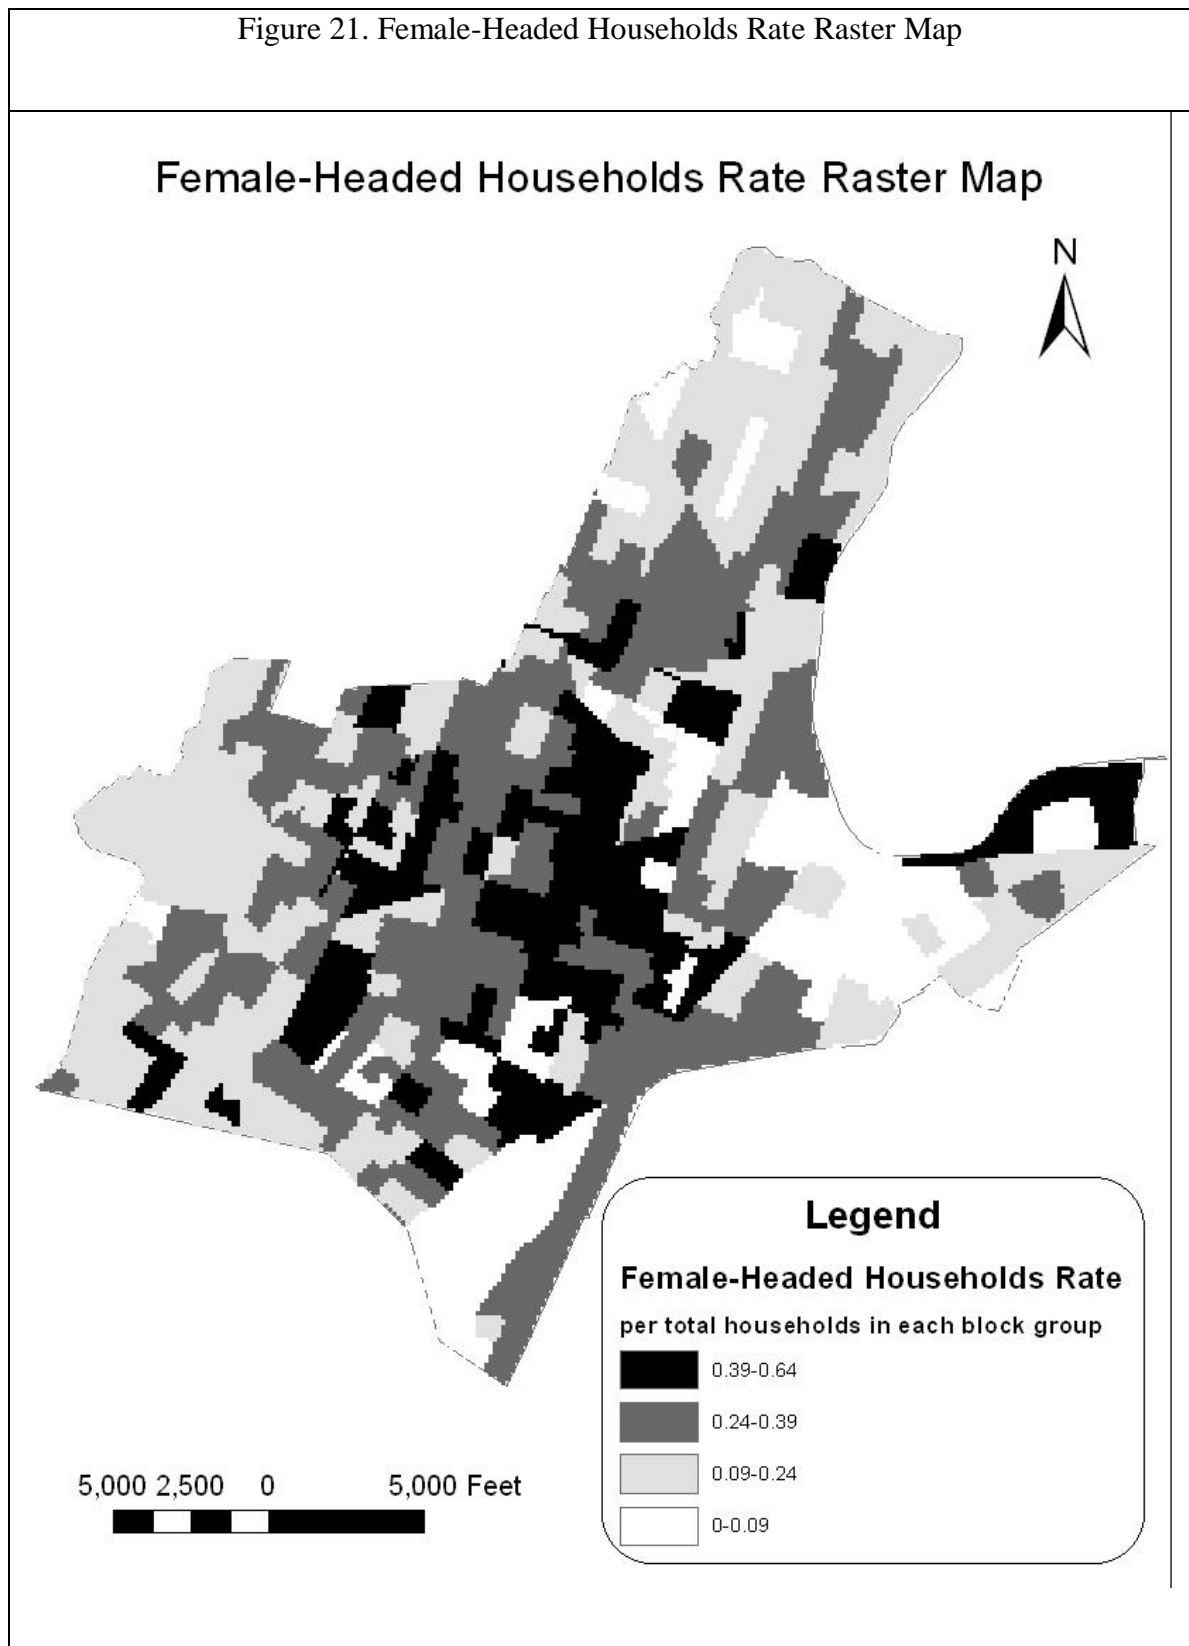 Figure 21. Female-Headed Households Rate Raster Map
Female-Headed Households Rate Raster Map
N
Legend
Female-Headed Households Rate
per total households in each block group
0.39-0.64
0.24-0.39
0.09-0.24
0-0.09
5,000 2,500 0 5,000 Feet